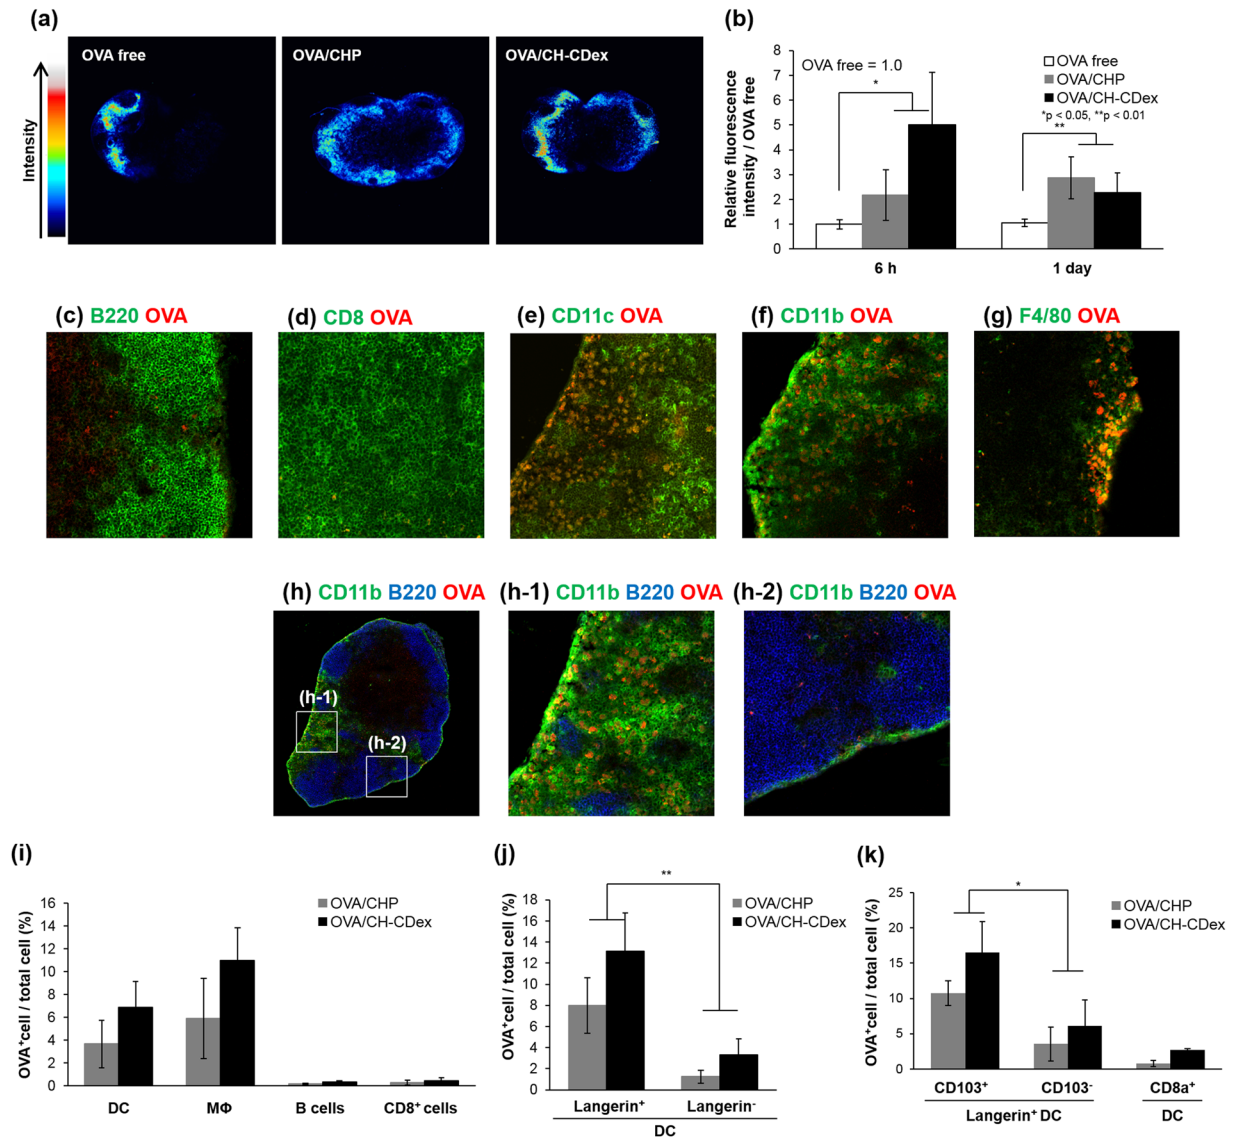 (a)
OVA free
OVA/CHP
OVA/CH-CDex
Intensity
(b)
Relative fluorescence
intensity / OVA free
8
7
6
5
4
3
2
1
0
OVA free = 1.0
*
OVA free
OVA/CHP
OVA/CH-CDex
*p < 0.05, **p < 0.01
**
6 h
1 day
(c) B220 OVA
(d) CD8 OVA
(e) CD11c OVA
(f) CD11b OVA
(g) F4/80 OVA
(h) CD11b B220 OVA
(h-1)
(h-2)
(h-1) CD11b B220 OVA
(h-2) CD11b B220 OVA
(i)
OVA⁺cell / total cell (%)
16
14
12
10
8
6
4
2
0
OVA/CHP
OVA/CH-CDex
DC
MΦ
B cells
CD8⁺ cells
(j)
OVA⁺cell / total cell (%)
18
16
14
12
10
8
6
4
2
0
**
OVA/CHP
OVA/CH-CDex
Langerin⁺
Langerin⁻
DC
(k)
OVA⁺cell / total cell (%)
25
20
15
10
5
0
*
OVA/CHP
OVA/CH-CDex
CD103⁺
CD103⁻
CD8a⁺
Langerin⁺ DC
DC